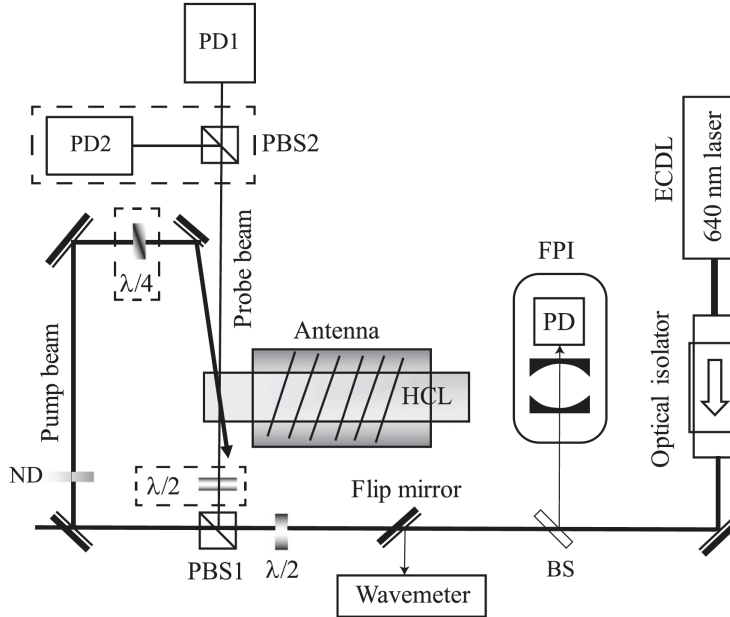 PD1
PD2
PBS2
λ/4
Probe beam
Pump beam
ND
Antenna
HCL
λ/2
PBS1
λ/2
Flip mirror
Wavemeter
FPI
PD
BS
ECDL
640 nm laser
Optical isolator